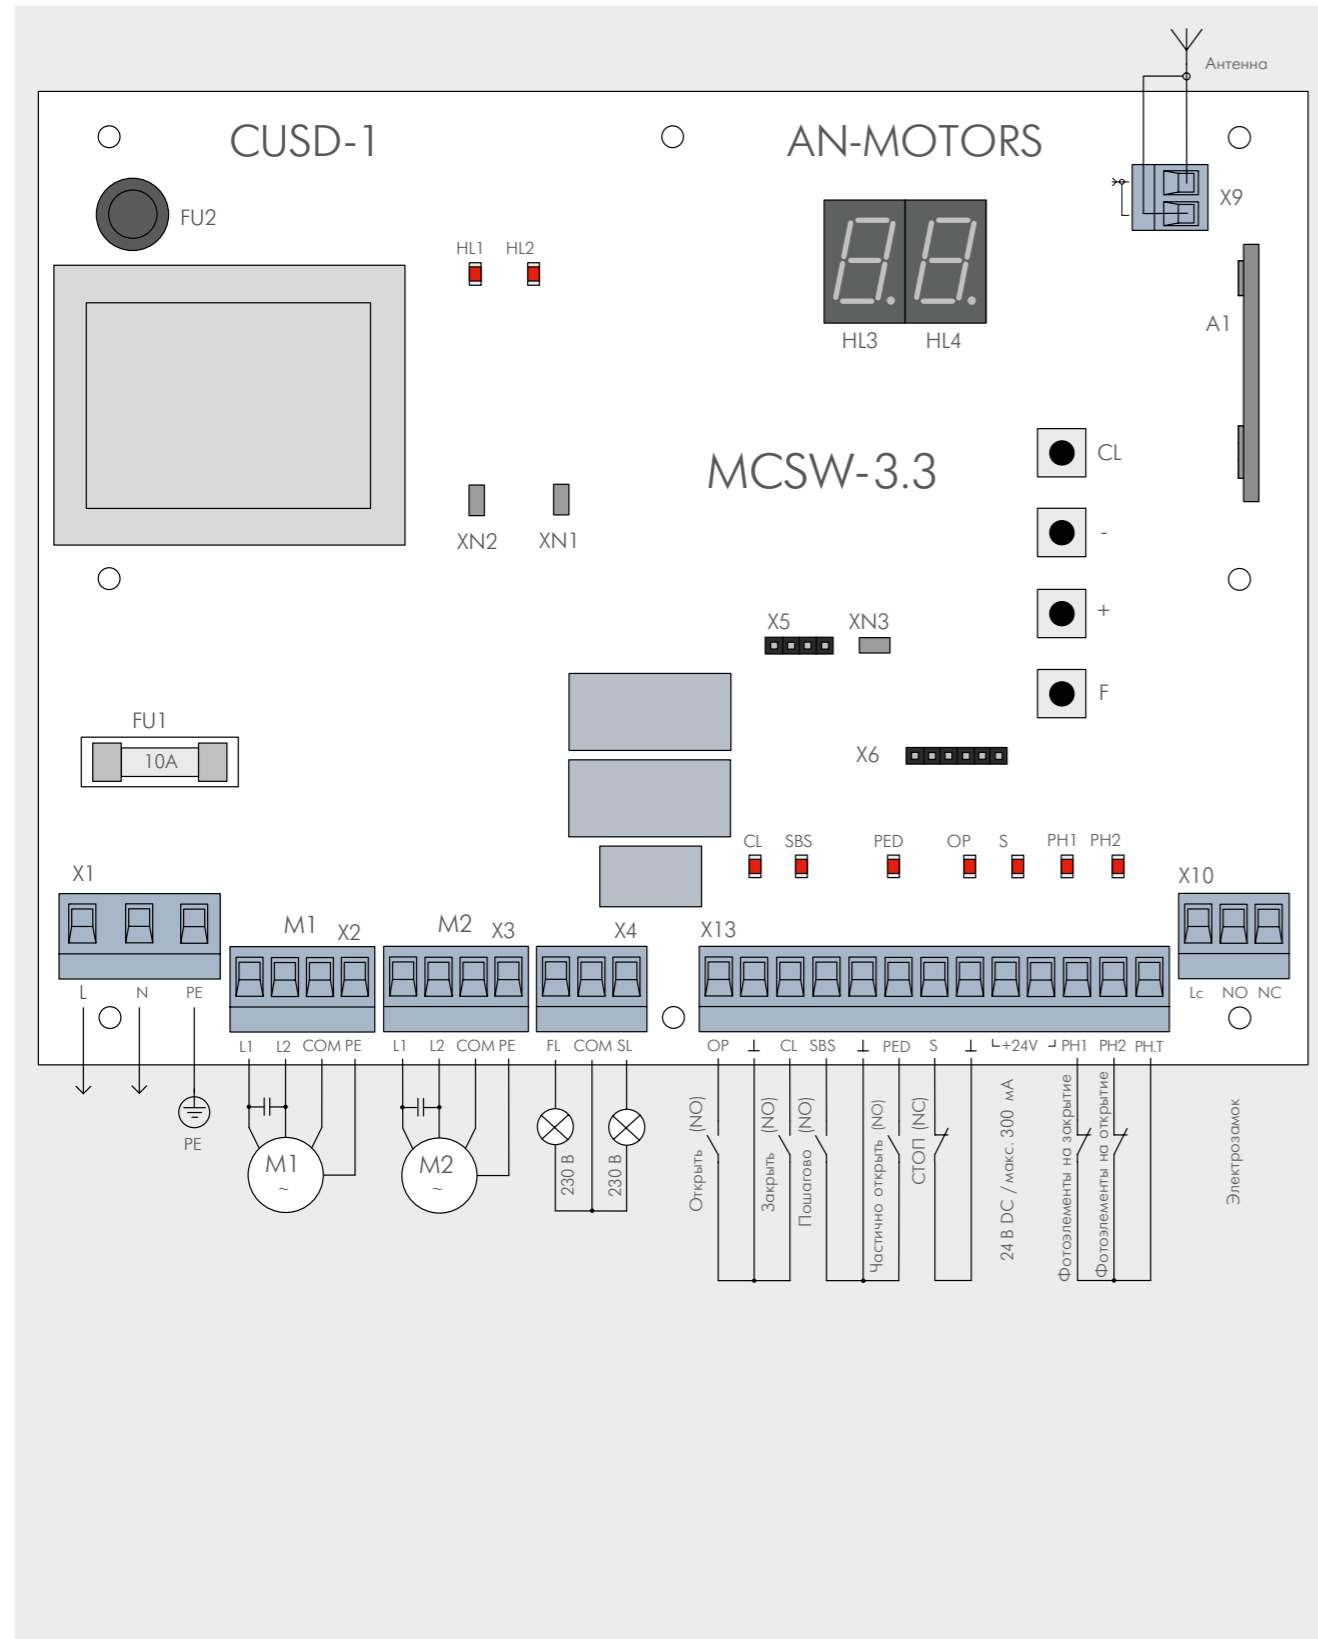 Антенна
CUSD-1
AN-MOTORS
FU2
X9
HL1 HL2
A1
HL3 HL4
CL
MCSW-3.3
-
XN2 XN1
+
X5 XN3
F
FU1
10A
X6
CL SBS PED OP S PH1 PH2
X1
X10
M1 X2 M2 X3 X4 X13
L N PE
Lc NO NC
L1 L2 COM PE L1 L2 COM PE FL COM SL OP ⊥ CL SBS ⊥ PED S ⊥ +24V PH1 PH2 PH.T
PE
M1
~
M2
~
230 В
230 В
Открыть (NO)
Закрыть (NO)
Пошагово (NO)
Частично открыть (NO)
СТОП (NC)
24 В DC / макс. 300 мА
Фотоэлементы на закрытие
Фотоэлементы на открытие
Электрозамок